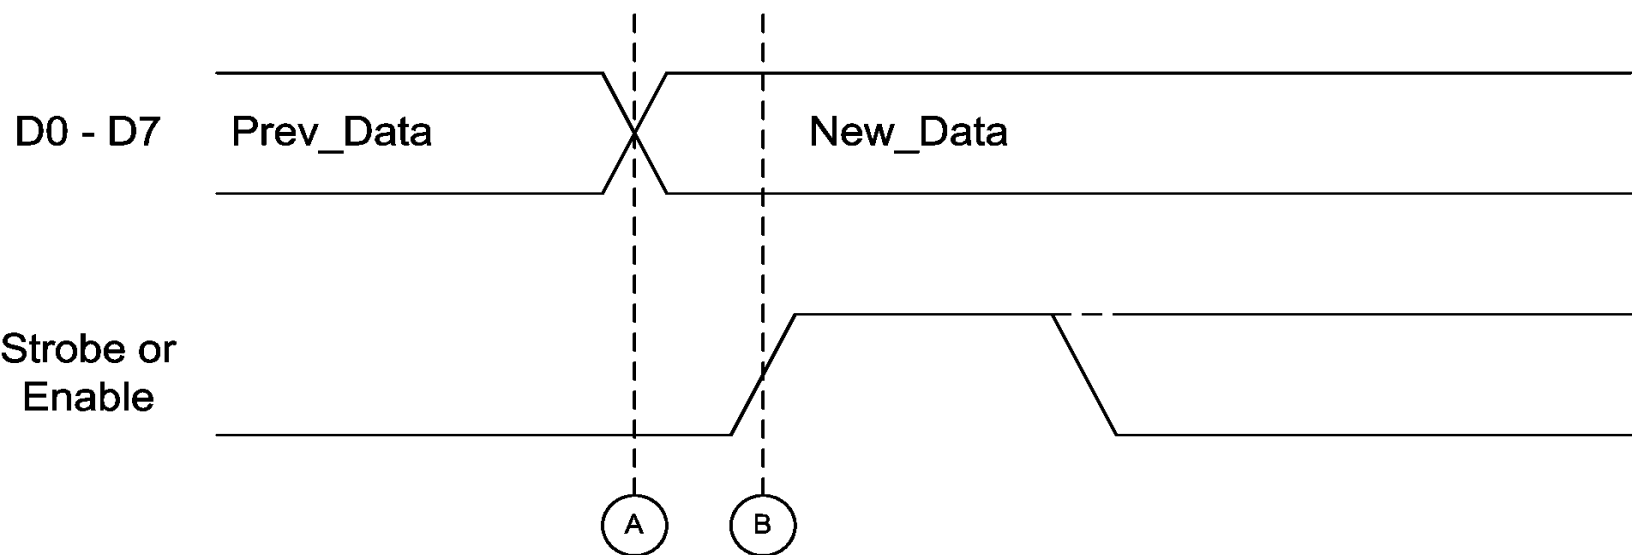 D0 - D7
Prev_Data
New_Data
Strobe or
Enable
A
B